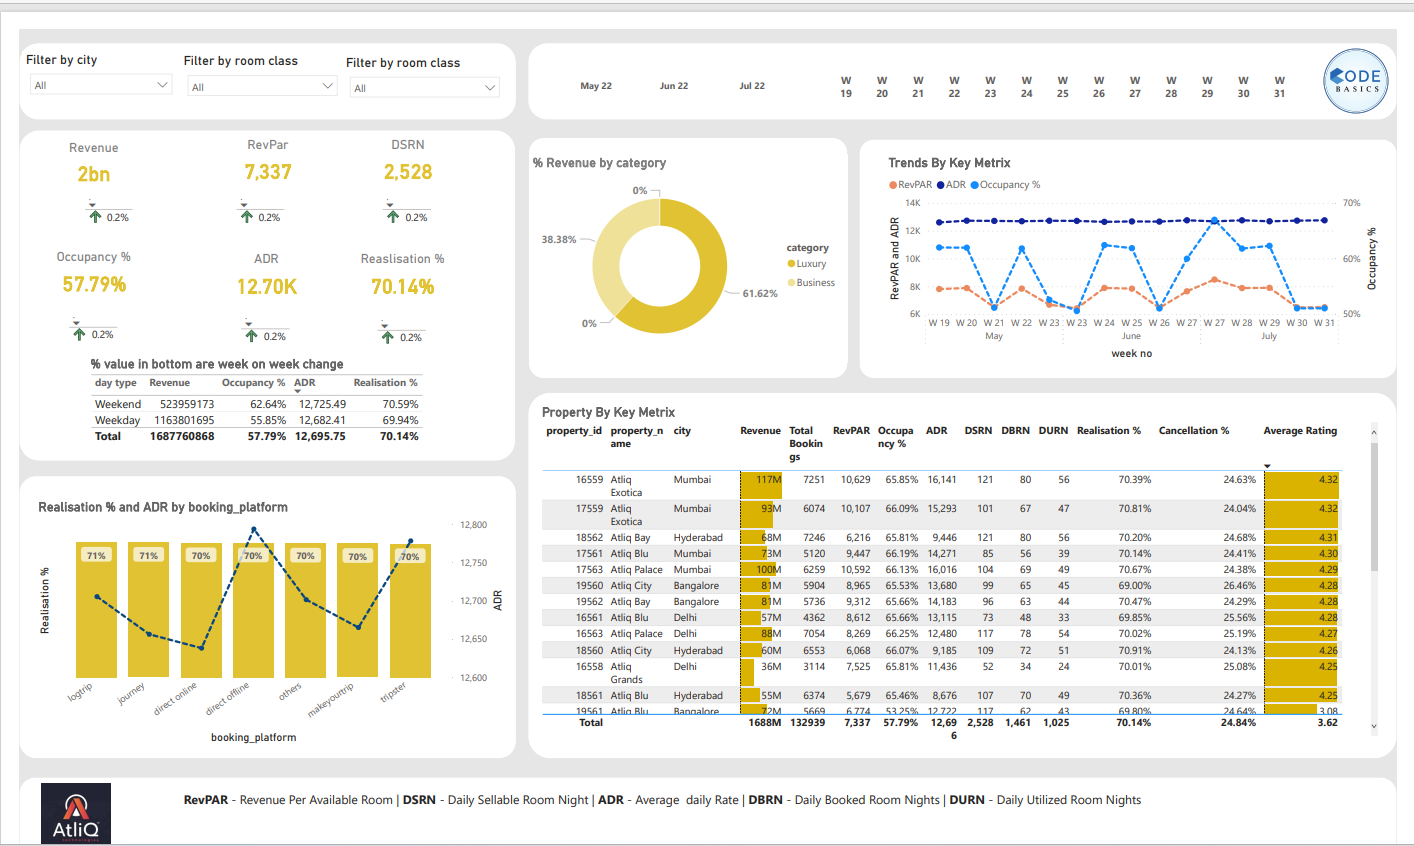 Filter by city
All
Filter by room class
All
Filter by room class
All
May 22 Jun 22 Jul 22
W 19 W 20 W 21 W 22 W 23 W 24 W 25 W 26 W 27 W 28 W 29 W 30 W 31
CODE
BASICS
Revenue
2bn
0.2%
RevPar
7,337
0.2%
DSRN
2,528
0.2%
Occupancy %
57.79%
0.2%
ADR
12.70K
0.2%
Reaslisation %
70.14%
0.2%
% value in bottom are week on week change
day type Revenue Occupancy % ADR Realisation %
Weekend 523959173 62.64% 12,725.49 70.59%
Weekday 1163801695 55.85% 12,682.41 69.94%
Total 1687760868 57.79% 12,695.75 70.14%
% Revenue by category
0%
38.38%
0%
61.62%
category
Luxury
Business
Trends By Key Metrix
RevPAR ADR Occupancy %
RevPAR and ADR
14K
12K
10K
8K
6K
70%
60%
50%
Occupancy %
W 19 W 20 W 21 W 22 W 23 W 23 W 24 W 25 W 26 W 27 W 27 W 28 W 29 W 30 W 31
May June July
week no
Realisation % and ADR by booking_platform
Realisation %
71% 71% 70% 70% 70% 70% 70%
12,800
12,750
12,700
12,650
12,600
ADR
logtrip journey direct online direct offline others makeyourtrip tripster
booking_platform
Property By Key Metrix
property_id property_n city Revenue Total RevPAR Occupa ADR DSRN DBRN DURN Realisation % Cancellation % Average Rating
ame Bookin ncy %
gs
16559 Atliq Mumbai 117M 7251 10,629 65.85% 16,141 121 80 56 70.39% 24.63% 4.32
Exotica
17559 Atliq Mumbai 93M 6074 10,107 66.09% 15,293 101 67 47 70.81% 24.04% 4.32
Exotica
18562 Atliq Bay Hyderabad 68M 7246 6,216 65.81% 9,446 121 80 56 70.20% 24.68% 4.31
17561 Atliq Blu Mumbai 73M 5120 9,447 66.19% 14,271 85 56 39 70.14% 24.41% 4.30
17563 Atliq Palace Mumbai 100M 6259 10,592 66.13% 16,016 104 69 49 70.67% 24.38% 4.29
19560 Atliq City Bangalore 81M 5904 8,965 65.53% 13,680 99 65 45 69.00% 26.46% 4.28
19562 Atliq Bay Bangalore 81M 5736 9,312 65.66% 14,183 96 63 44 70.47% 24.29% 4.28
16561 Atliq Blu Delhi 57M 4362 8,612 65.66% 13,115 73 48 33 69.85% 25.56% 4.28
16563 Atliq Palace Delhi 88M 7054 8,269 66.25% 12,480 117 78 54 70.02% 25.19% 4.27
18560 Atliq City Hyderabad 60M 6553 6,068 66.07% 9,185 109 72 51 70.91% 24.13% 4.26
16558 Atliq Delhi 36M 3114 7,525 65.81% 11,436 52 34 24 70.01% 25.08% 4.25
Grands
18561 Atliq Blu Hyderabad 55M 6374 5,679 65.46% 8,676 107 70 49 70.36% 24.27% 4.25
19561 Atliq Blu Bangalore 72M 5669 6,774 53.25% 12,722 117 62 43 69.80% 24.64% 3.08
Total 1688M 132939 7,337 57.79% 12,69 2,528 1,461 1,025 70.14% 24.84% 3.62
6
AtliQ
RevPAR - Revenue Per Available Room | DSRN - Daily Sellable Room Night | ADR - Average daily Rate | DBRN - Daily Booked Room Nights | DURN - Daily Utilized Room Nights